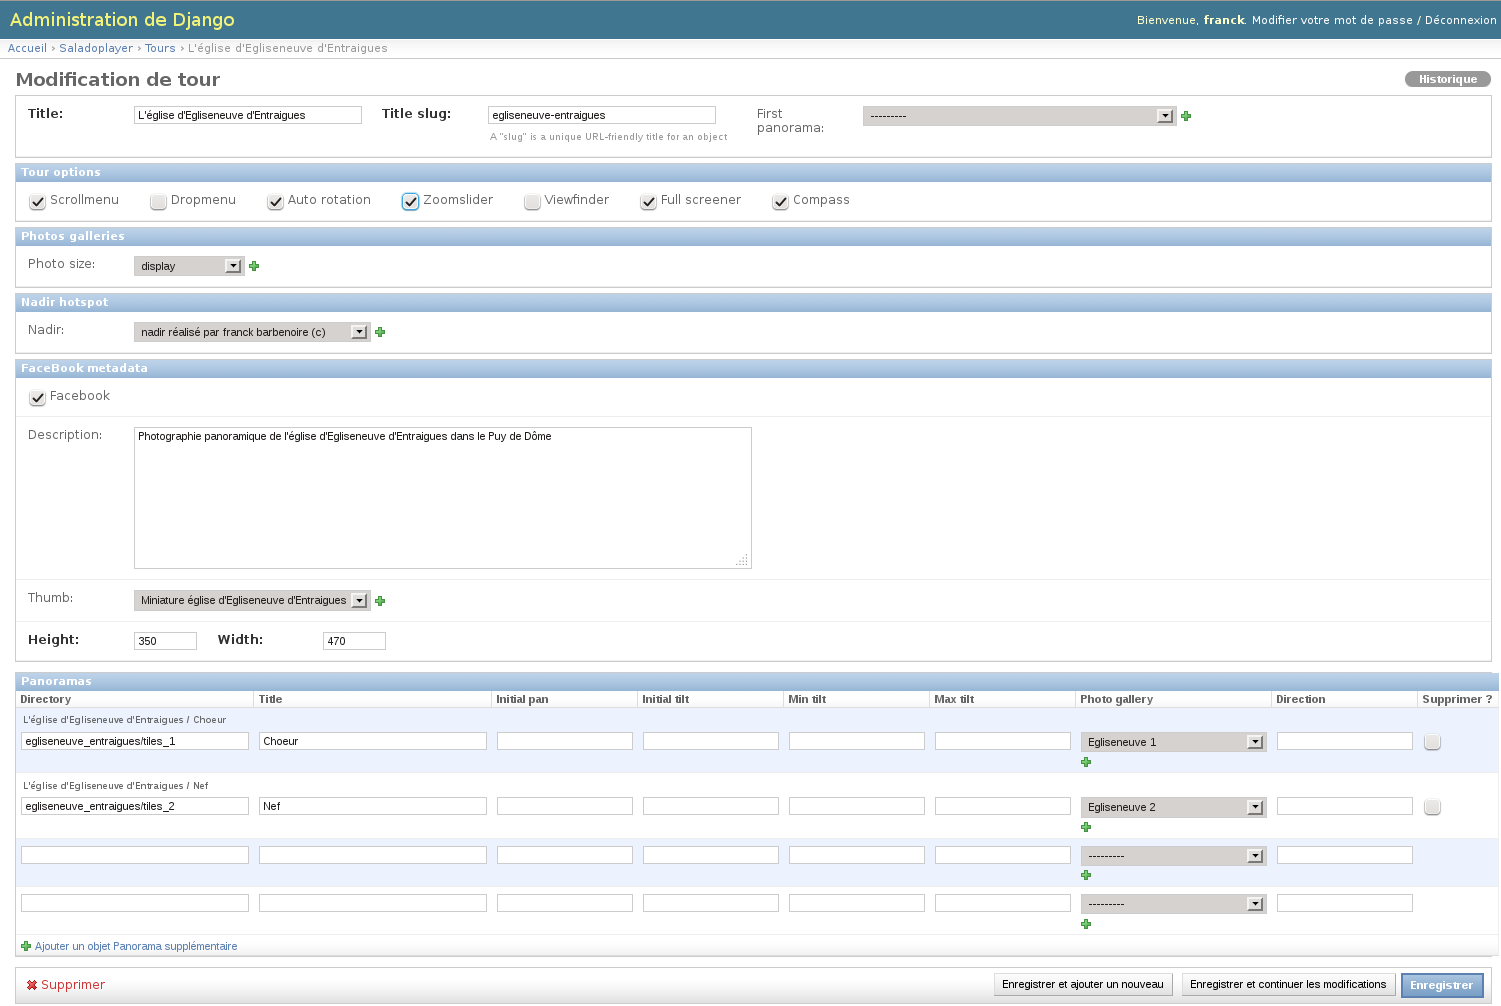 Administration de Django
Bienvenue, franck. Modifier votre mot de passe / Déconnexion
Accueil › Saladoplayer › Tours › L'église d'Egliseneuve d'Entraigues
Modification de tour
Historique
Title: L'église d'Egliseneuve d'Entraigues Title slug: egliseneuve-entraigues First panorama: ---------
A "slug" is a unique URL-friendly title for an object
Tour options
Scrollmenu Dropmenu Auto rotation Zoomslider Viewfinder Full screener Compass
Photos galleries
Photo size: display
Nadir hotspot
Nadir: nadir réalisé par franck barbenoire (c)
FaceBook metadata
Facebook
Description: Photographie panoramique de l'église d'Egliseneuve d'Entraigues dans le Puy de Dôme
Thumb: Miniature église d'Egliseneuve d'Entraigues
Height: 350 Width: 470
Panoramas
Directory Title Initial pan Initial tilt Min tilt Max tilt Photo gallery Direction Supprimer ?
L'église d'Egliseneuve d'Entraigues / Choeur
egliseneuve_entraigues/tiles_1 Choeur Egliseneuve 1
L'église d'Egliseneuve d'Entraigues / Nef
egliseneuve_entraigues/tiles_2 Nef Egliseneuve 2
---------
---------
Ajouter un objet Panorama supplémentaire
Supprimer Enregistrer et ajouter un nouveau Enregistrer et continuer les modifications Enregistrer